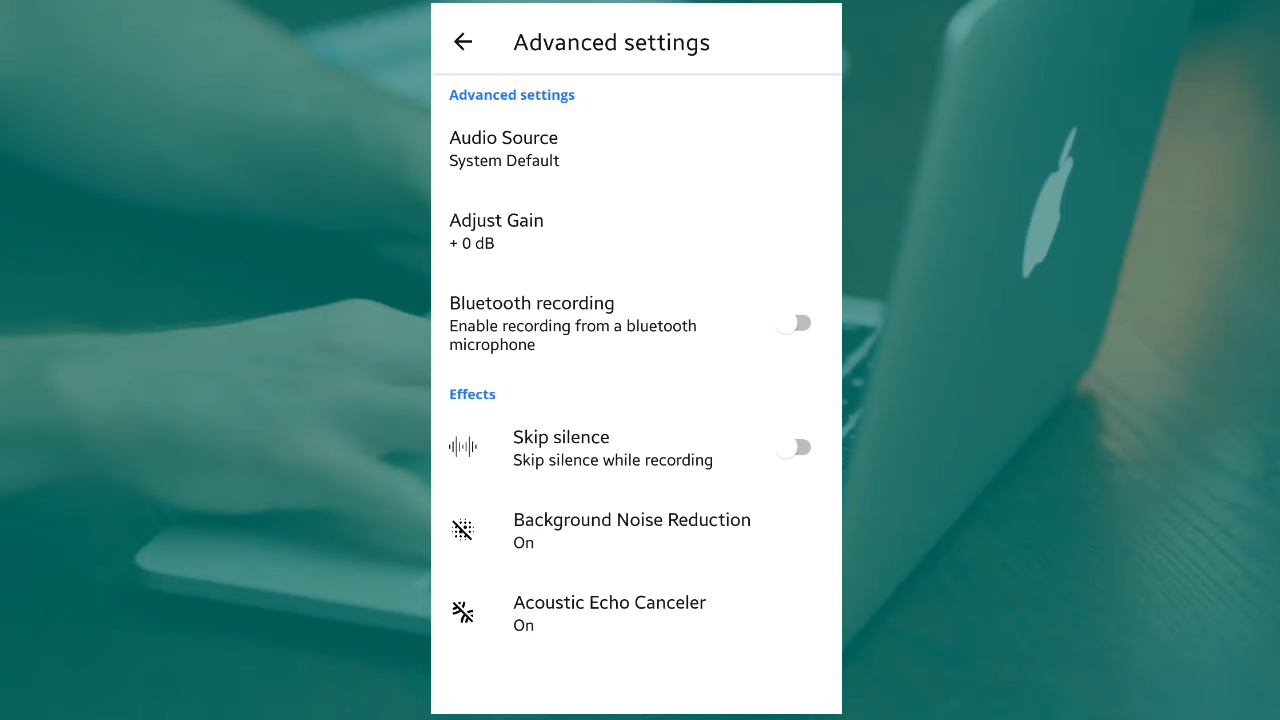 Advanced settings
Advanced settings
Audio Source
System Default
Adjust Gain
+ 0 dB
Bluetooth recording
Enable recording from a bluetooth
microphone
Effects
Skip silence
Skip silence while recording
Background Noise Reduction
On
Acoustic Echo Canceler
On